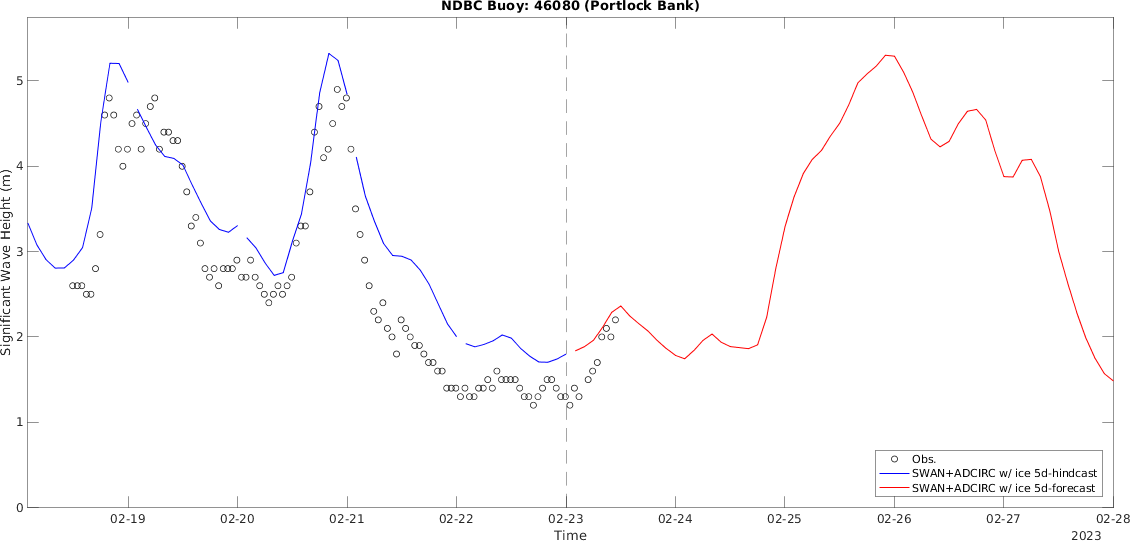 NDBC Buoy: 46080 (Portlock Bank)
Significant Wave Height (m)
5
4
3
2
1
0
Obs.
SWAN+ADCIRC w/ ice 5d-hindcast
SWAN+ADCIRC w/ ice 5d-forecast
02-19 02-20 02-21 02-22 02-23 02-24 02-25 02-26 02-27 02-28
Time
2023